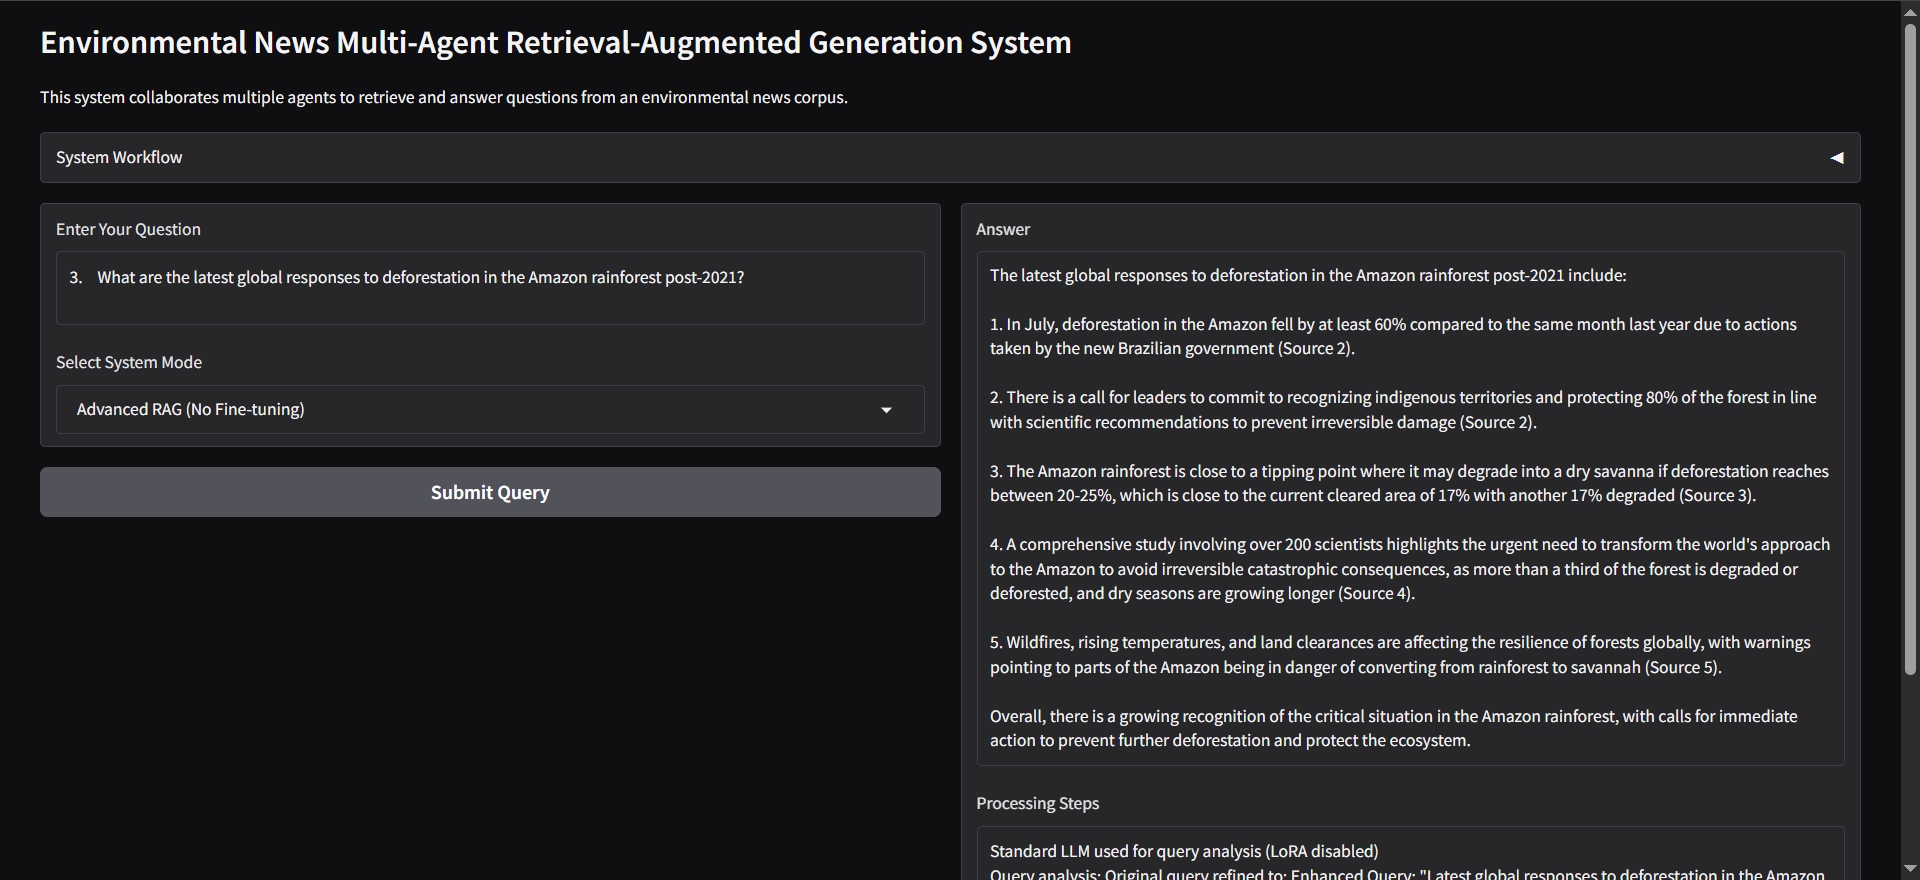 Environmental News Multi-Agent Retrieval-Augmented Generation System
This system collaborates multiple agents to retrieve and answer questions from an environmental news corpus.
System Workflow
Enter Your Question
3. What are the latest global responses to deforestation in the Amazon rainforest post-2021?
Select System Mode
Advanced RAG (No Fine-tuning)
Submit Query
Answer
The latest global responses to deforestation in the Amazon rainforest post-2021 include:
1. In July, deforestation in the Amazon fell by at least 60% compared to the same month last year due to actions
taken by the new Brazilian government (Source 2).
2. There is a call for leaders to commit to recognizing indigenous territories and protecting 80% of the forest in line
with scientific recommendations to prevent irreversible damage (Source 2).
3. The Amazon rainforest is close to a tipping point where it may degrade into a dry savanna if deforestation reaches
between 20-25%, which is close to the current cleared area of 17% with another 17% degraded (Source 3).
4. A comprehensive study involving over 200 scientists highlights the urgent need to transform the world's approach
to the Amazon to avoid irreversible catastrophic consequences, as more than a third of the forest is degraded or
deforested, and dry seasons are growing longer (Source 4).
5. Wildfires, rising temperatures, and land clearances are affecting the resilience of forests globally, with warnings
pointing to parts of the Amazon being in danger of converting from rainforest to savannah (Source 5).
Overall, there is a growing recognition of the critical situation in the Amazon rainforest, with calls for immediate
action to prevent further deforestation and protect the ecosystem.
Processing Steps
Standard LLM used for query analysis (LoRA disabled)
Query analysis: Original query refined to: Enhanced Query: "Latest global responses to deforestation in the Amazon